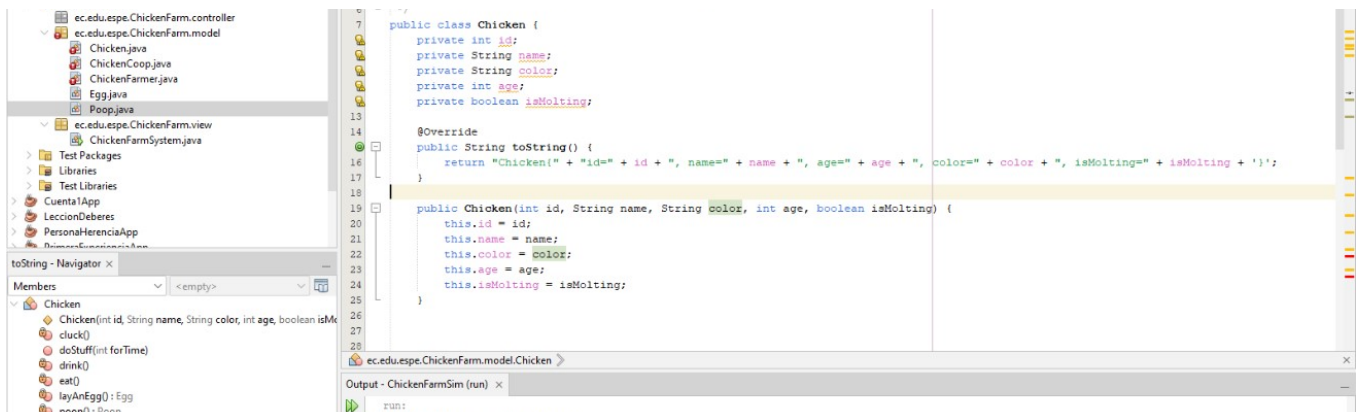 ec.edu.espe.ChickenFarm.controller
ec.edu.espe.ChickenFarm.model
Chicken.java
ChickenCoop.java
ChickenFarmer.java
Egg.java
Poop.java
ec.edu.espe.ChickenFarm.view
ChickenFarmSystem.java
Test Packages
Libraries
Test Libraries
Cuenta1App
LeccionDeberes
PersonaHerenciaApp
PrimeraExperienciaApp
toString - Navigator ×
Members <empty>
Chicken
Chicken(int id, String name, String color, int age, boolean isMo
cluck()
doStuff(int forTime)
drink()
eat()
layAnEgg() : Egg
poop() : Poop
6
7 public class Chicken {
private int id;
private String name;
private String color;
private int age;
private boolean isMolting;
13
14 @Override
public String toString() {
16 return "Chicken{" + "id=" + id + ", name=" + name + ", age=" + age + ", color=" + color + ", isMolting=" + isMolting + '}';
17 }
18
19 public Chicken(int id, String name, String color, int age, boolean isMolting) {
20 this.id = id;
21 this.name = name;
22 this.color = color;
23 this.age = age;
24 this.isMolting = isMolting;
25 }
26
27
28
ec.edu.espe.ChickenFarm.model.Chicken
Output - ChickenFarmSim (run) ×
run: